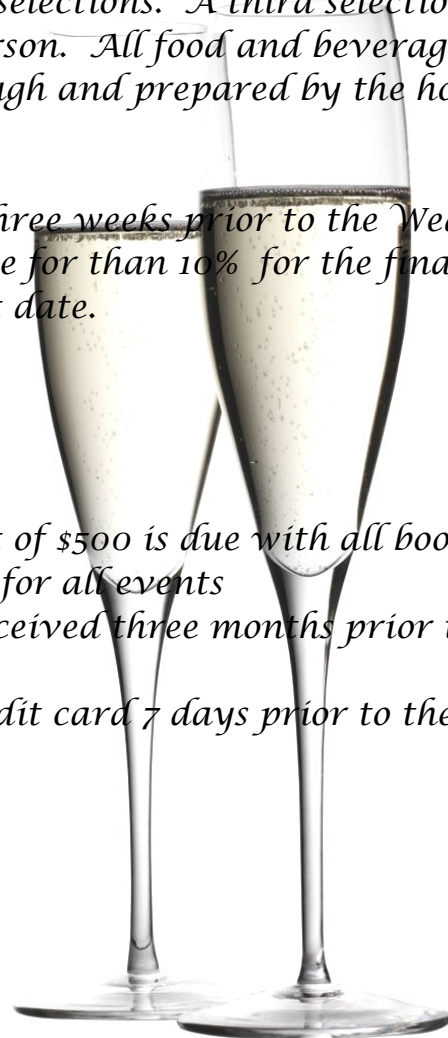 selections. A third selectio
rson. All food and beverag
ugh and prepared by the ho
hree weeks prior to the Wed
e for than 10% for the fina
t date.
t of $500 is due with all boo
for all events
ceived three months prior t
dit card 7 days prior to the